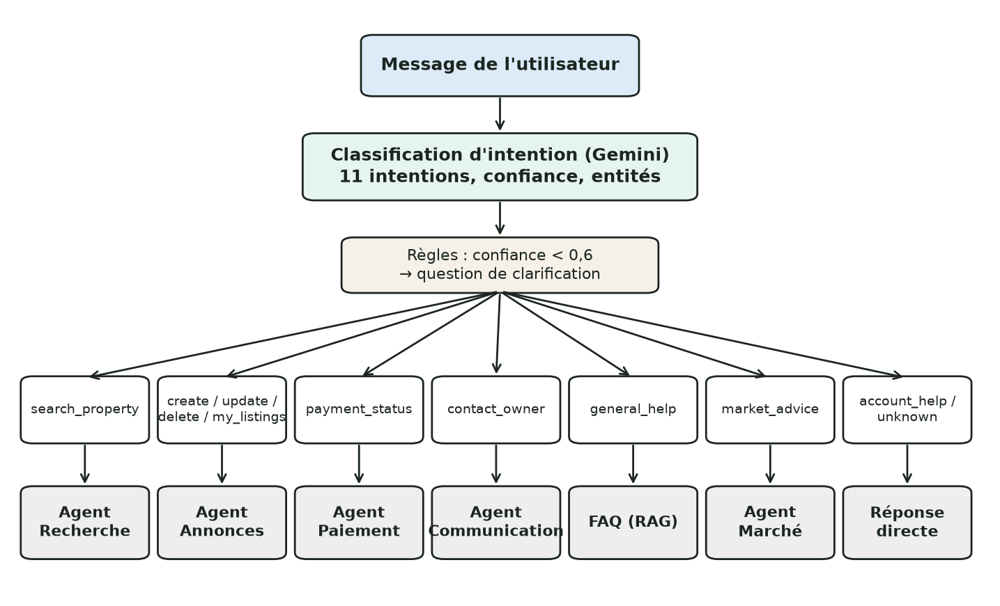 Message de l'utilisateur
Classification d'intention (Gemini)
11 intentions, confiance, entités
Règles : confiance < 0,6
→ question de clarification
search_property
create / update /
delete / my_listings
payment_status
contact_owner
general_help
market_advice
account_help /
unknown
Agent
Recherche
Agent
Annonces
Agent
Paiement
Agent
Communication
FAQ (RAG)
Agent
Marché
Réponse
directe